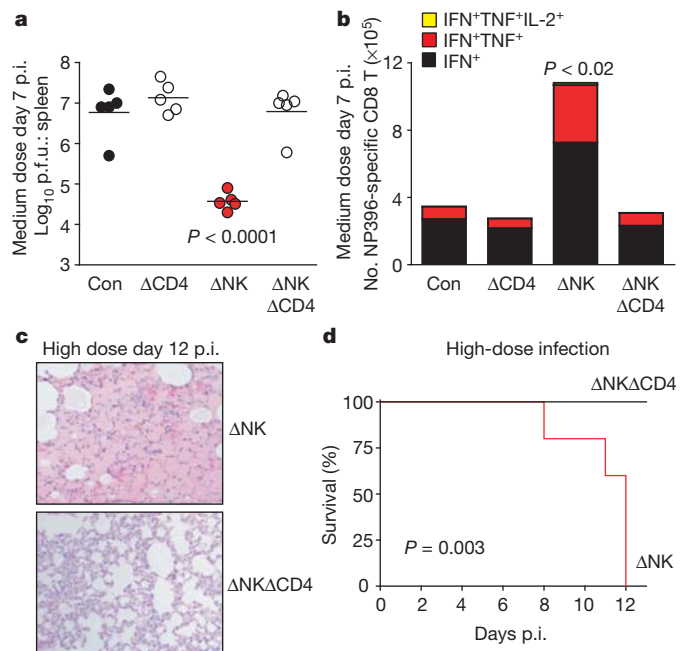 a
Medium dose day 7 p.i.
Log10 p.f.u.: spleen
8
7
6
5
4
3
P < 0.0001
Con
ΔCD4
ΔNK
ΔNK
ΔCD4
b
IFN+TNF+IL-2+
IFN+TNF+
IFN+
Medium dose day 7 p.i.
No. NP396-specific CD8 T (×10⁵)
12
8
4
0
P < 0.02
Con
ΔCD4
ΔNK
ΔNK
ΔCD4
c
High dose day 12 p.i.
ΔNK
ΔNKΔCD4
d
High-dose infection
ΔNKΔCD4
Survival (%)
100
75
50
25
0
P = 0.003
ΔNK
0 2 4 6 8 10 12
Days p.i.